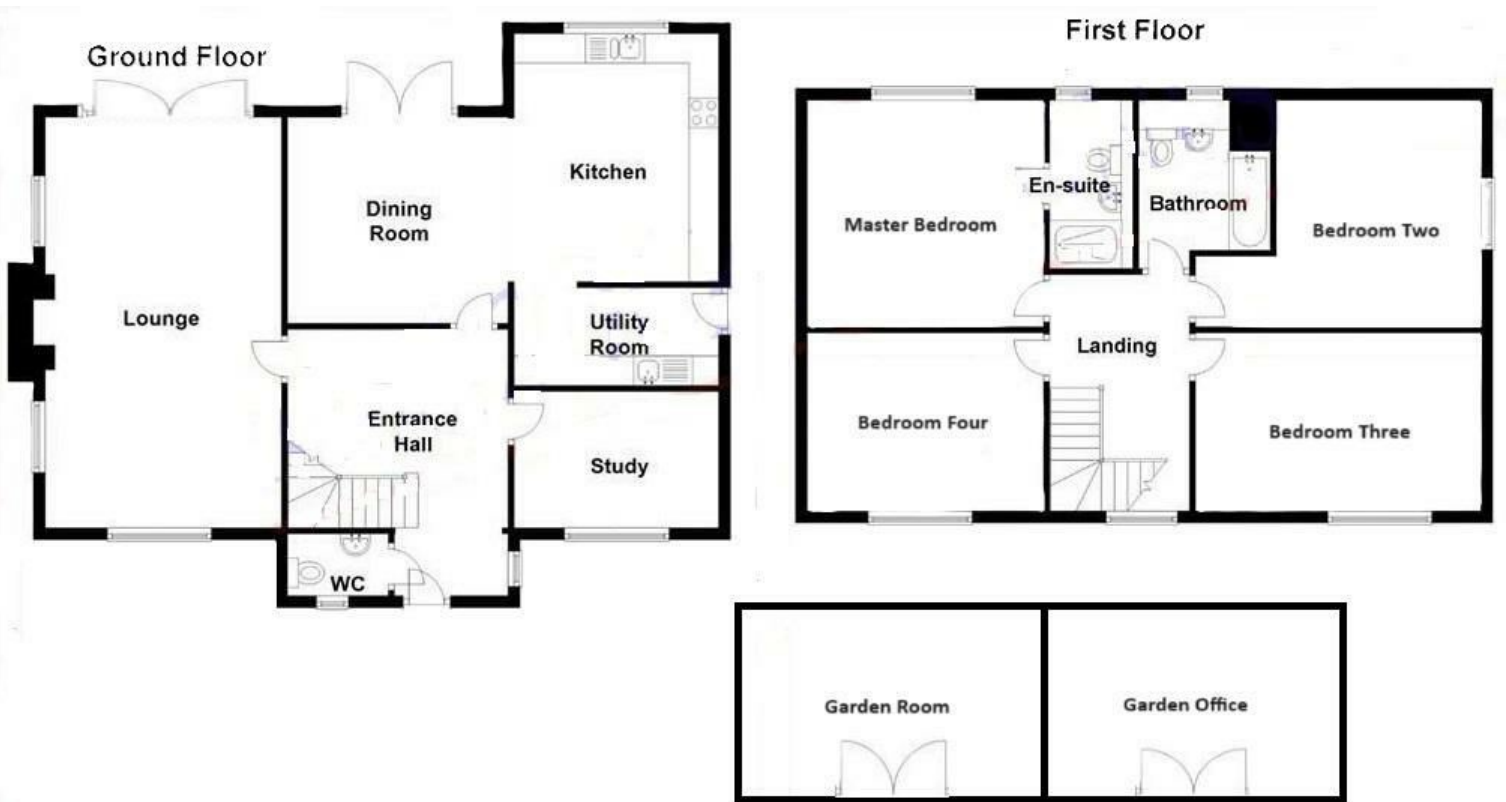 Ground Floor
Kitchen
Dining
Room
Lounge
Utility
Room
Entrance
Hall
Study
WC
First Floor
En-suite
Bathroom
Master Bedroom
Bedroom Two
Landing
Bedroom Four
Bedroom Three
Garden Room
Garden Office